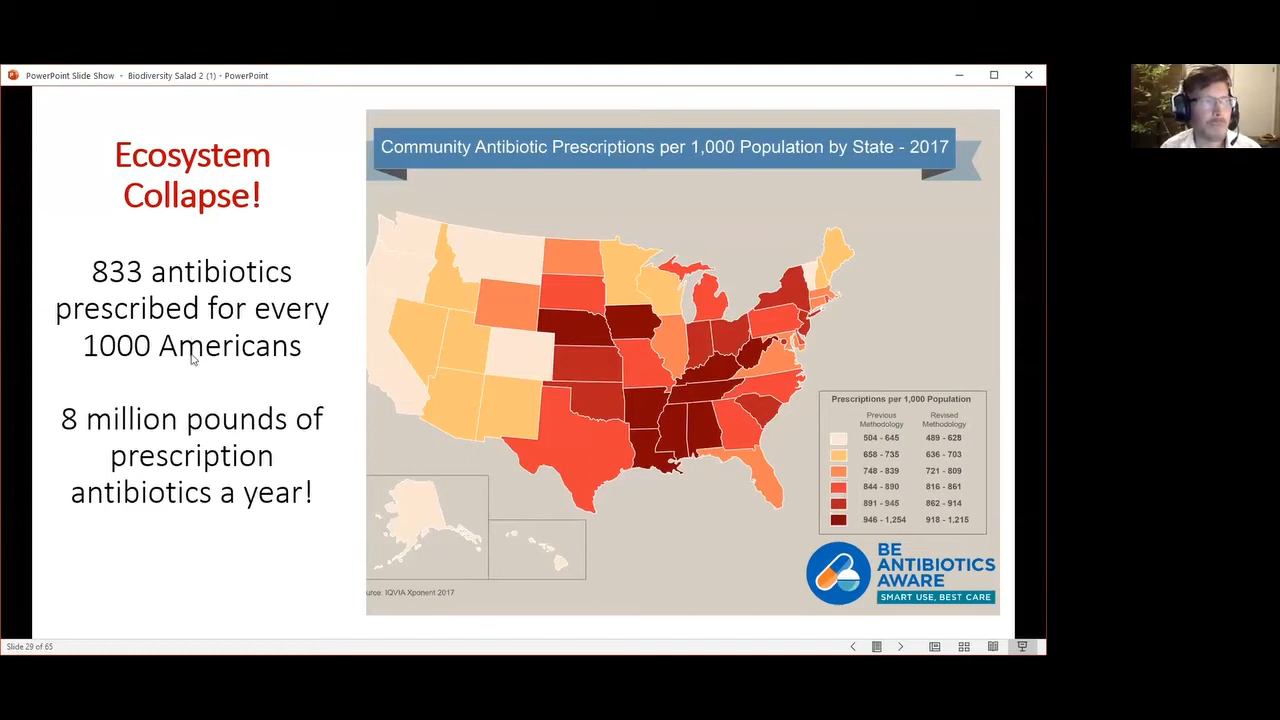 PowerPoint Slide Show - Biodiversity Salad 2 (1) - PowerPoint
Ecosystem
Collapse!
833 antibiotics
prescribed for every
1000 Americans
8 million pounds of
prescription
antibiotics a year!
Community Antibiotic Prescriptions per 1,000 Population by State - 2017
Prescriptions per 1,000 Population
Previous Methodology Revised Methodology
504 - 645 489 - 628
658 - 735 636 - 703
748 - 839 721 - 809
844 - 890 816 - 861
891 - 945 862 - 914
946 - 1,254 918 - 1,215
BE
ANTIBIOTICS
AWARE
SMART USE, BEST CARE
urce. IQVIA Xponent 2017
Slide 29 of 65